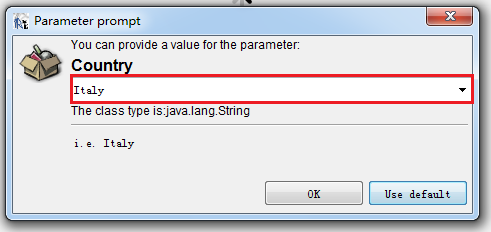 Parameter prompt
You can provide a value for the parameter:
Country
Italy
The class type is:java.lang.String
i.e. Italy
OK
Use default